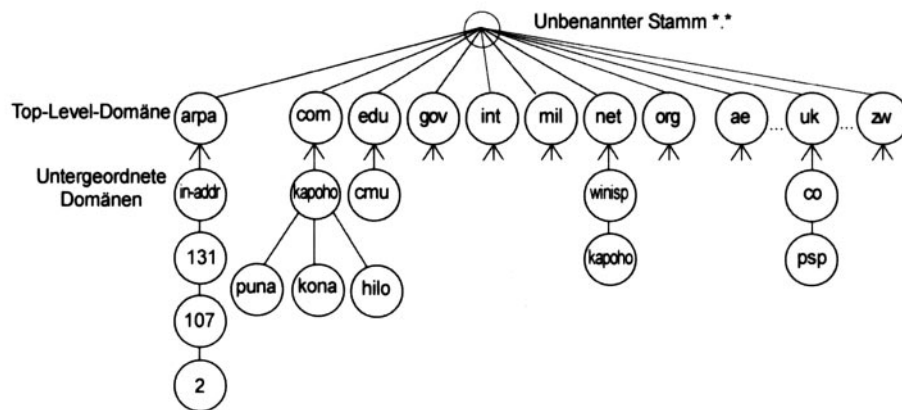 Unbenannter Stamm *.*
Top-Level-Domäne
arpa
com
edu
gov
int
mil
net
org
ae
...
uk
...
zw
Untergeordnete
Domänen
in-addr
kapoho
cmu
winisp
co
131
puna
kona
hilo
kapoho
psp
107
2